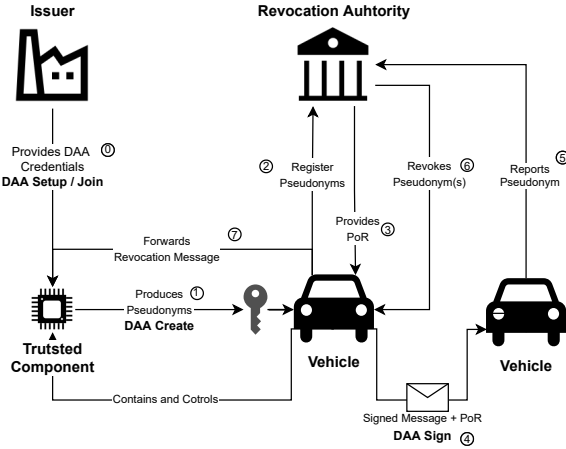 Issuer
Revocation Auhtority
Provides DAA
Credentials
DAA Setup / Join
0
2
Register
Pseudonyms
Revokes
Pseudonym(s)
6
5
Reports
Pseudonym
Provides
PoR
3
Forwards
Revocation Message
7
Produces
Pseudonyms
DAA Create
1
Trutsted
Component
Vehicle
Vehicle
Contains and Cotrols
Signed Message + PoR
DAA Sign
4